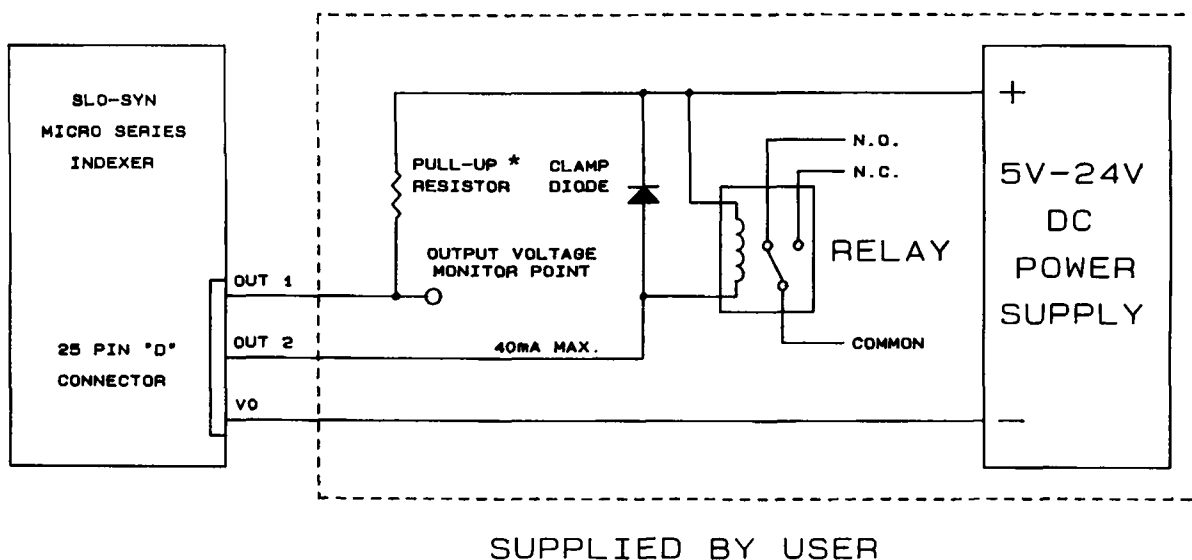 SLO-SYN
MICRO SERIES
INDEXER
PULL-UP *
RESISTOR
CLAMP
DIODE
N.O.
N.C.
RELAY
COMMON
+
5V-24V
DC
POWER
SUPPLY
-
OUTPUT VOLTAGE
MONITOR POINT
OUT 1
OUT 2
40mA MAX.
25 PIN "D"
CONNECTOR
VO
SUPPLIED BY USER